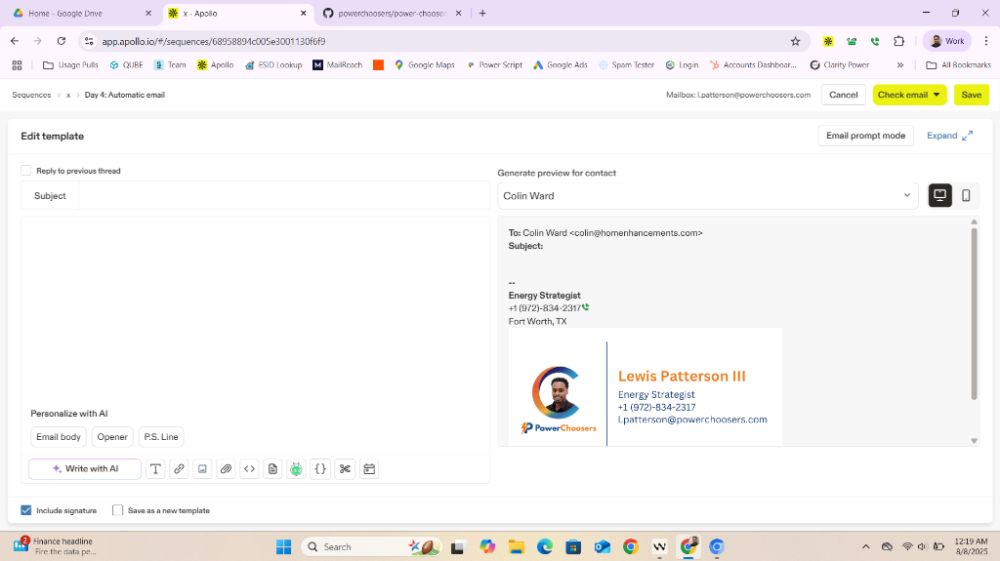 Home - Google Drive
x - Apollo
powerchoosers/power-chooser
app.apollo.io/#/sequences/68958894c005e3001130f6f9
Work
Usage Pulls
QUBE
Team
Apollo
ESID Lookup
MailReach
Google Maps
Power Script
Google Ads
Spam Tester
Login
Accounts Dashboar...
Clarity Power
»
All Bookmarks
Sequences > x > Day 4: Automatic email
Mailbox: l.patterson@powerchoosers.com
Cancel
Check email
Save
Edit template
Email prompt mode
Expand
Reply to previous thread
Subject
Generate preview for contact
Colin Ward
To: Colin Ward <colin@homenhancements.com>
Subject:
--
Energy Strategist
+1 (972)-834-2317
Fort Worth, TX
Lewis Patterson III
Energy Strategist
+1 (972)-834-2317
l.patterson@powerchoosers.com
PowerChoosers
Personalize with AI
Email body
Opener
P.S. Line
Write with AI
Include signature
Save as a new template
2
Finance headline
Fire the data pe...
Search
12:19 AM
8/8/2025